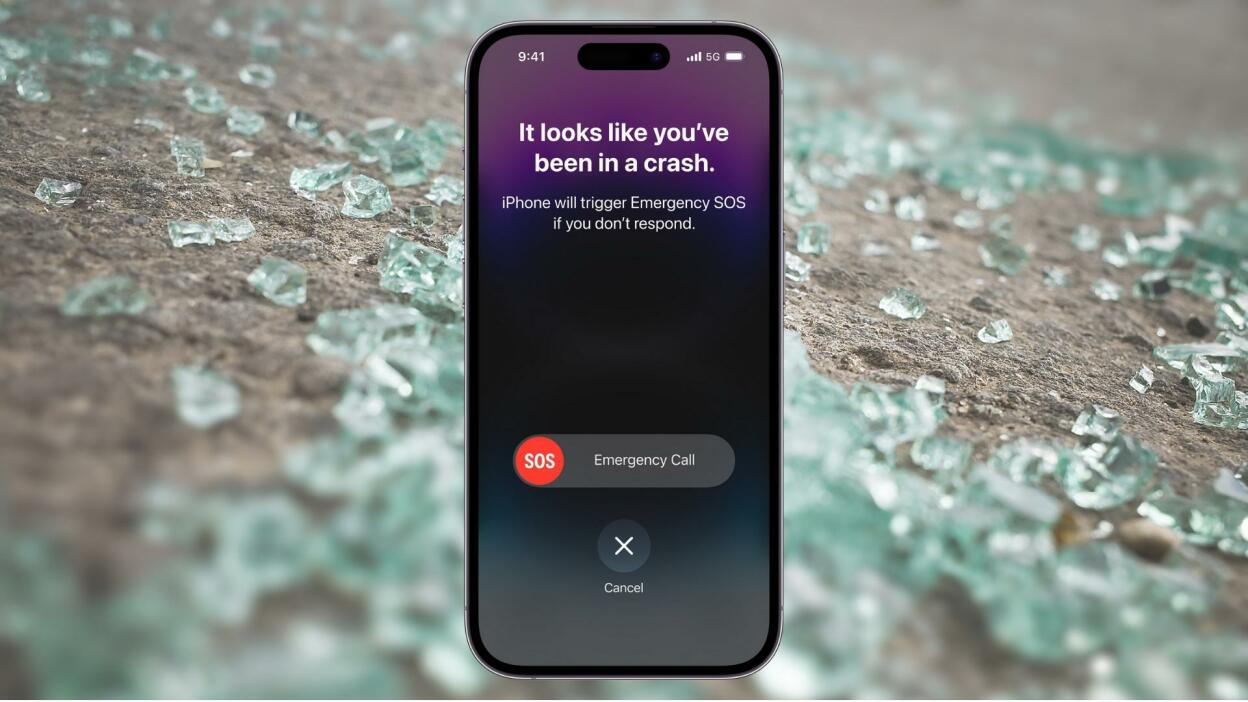 9:41
5G
It looks like you’ve
been in a crash.
iPhone will trigger Emergency SOS
if you don’t respond.
SOS
Emergency Call
Cancel